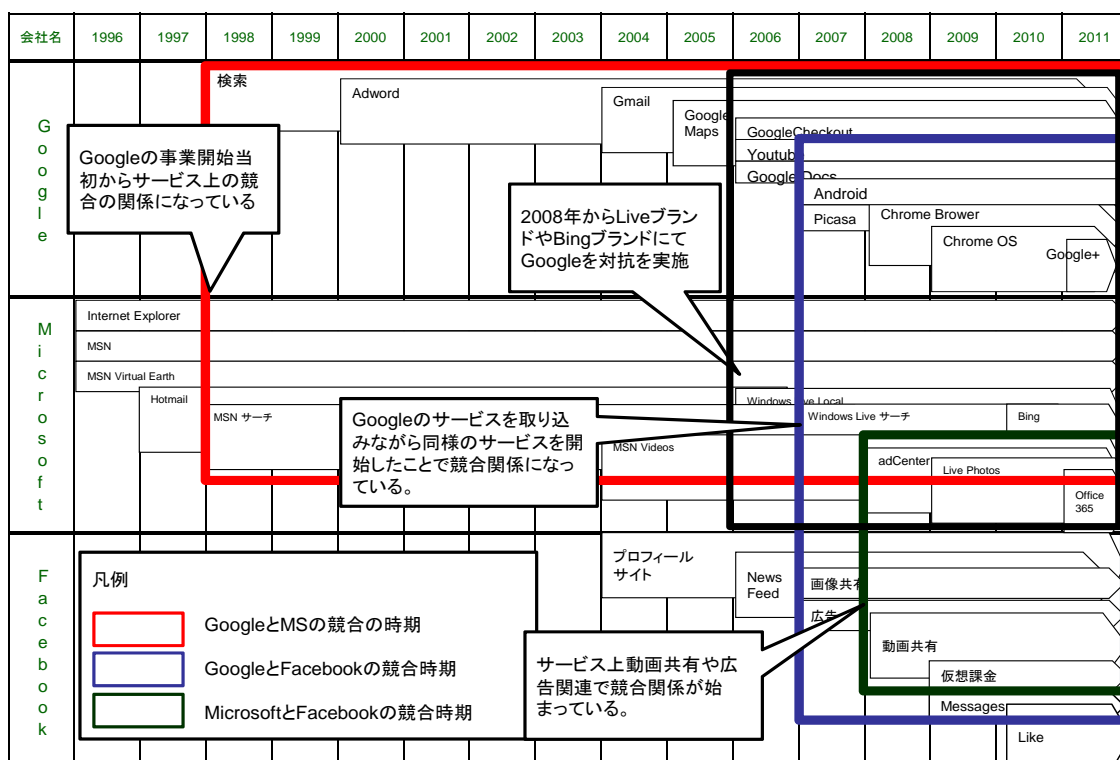 会社名 1996 1997 1998 1999 2000 2001 2002 2003 2004 2005 2006 2007 2008 2009 2010 2011
Google
検索
Adword
Gmail
Google
Maps
GoogleCheckout
Youtube
Google Docs
Android
Picasa
Chrome Brower
Chrome OS
Google+
Googleの事業開始当
初からサービス上の競
合の関係になっている
2008年からLiveブラン
ドやBingブランドにて
Googleを対抗を実施
Microsoft
Internet Explorer
MSN
MSN Virtual Earth
Hotmail
MSN サーチ
Windows Live Local
Windows Live サーチ
Bing
MSN Videos
adCenter
Live Photos
Office
365
Googleのサービスを取り込
みながら同様のサービスを開
始したことで競合関係になっ
ている。
Facebook
プロフィール
サイト
News
Feed
画像共有
広告
動画共有
仮想課金
Messages
Like
サービス上動画共有や広
告関連で競合関係が始
まっている。
凡例
GoogleとMSの競合の時期
GoogleとFacebookの競合時期
MicrosoftとFacebookの競合時期